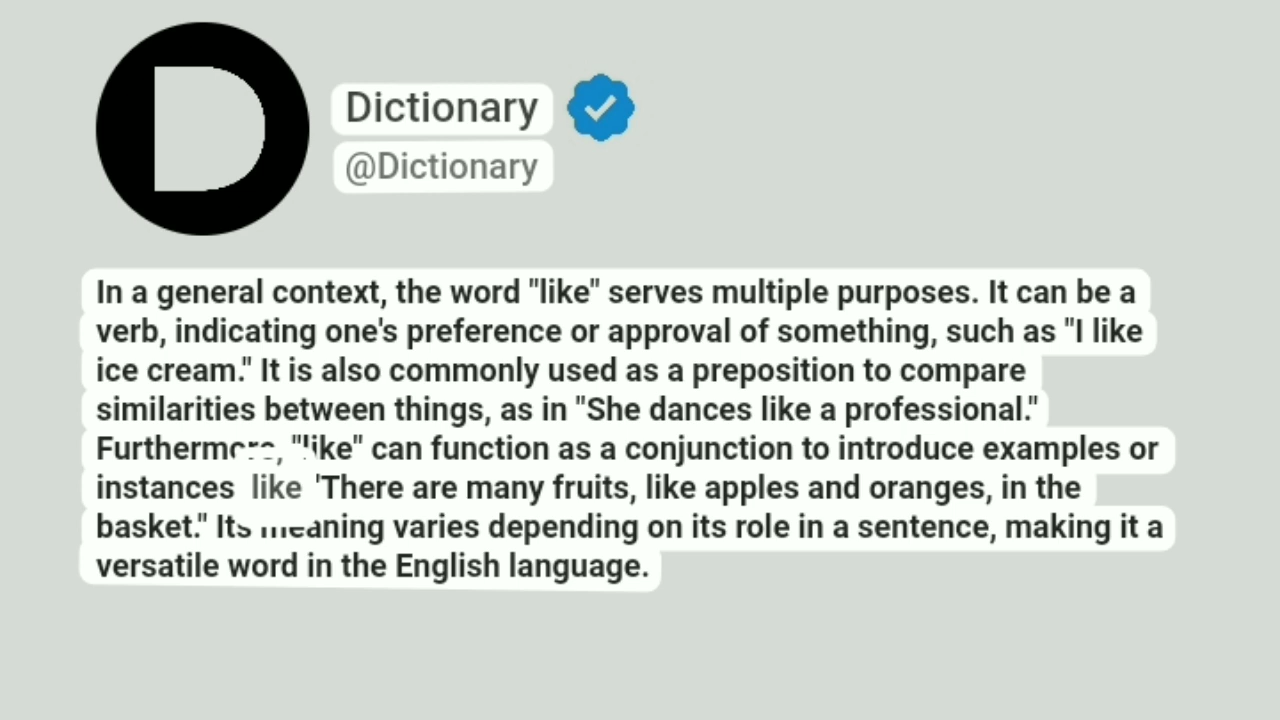 D
Dictionary
@Dictionary
In a general context, the word "like" serves multiple purposes. It can be a
verb, indicating one's preference or approval of something, such as "I like
ice cream." It is also commonly used as a preposition to compare
similarities between things, as in "She dances like a professional."
Furthermore, "like" can function as a conjunction to introduce examples or
instances like 'There are many fruits, like apples and oranges, in the
basket." Its meaning varies depending on its role in a sentence, making it a
versatile word in the English language.